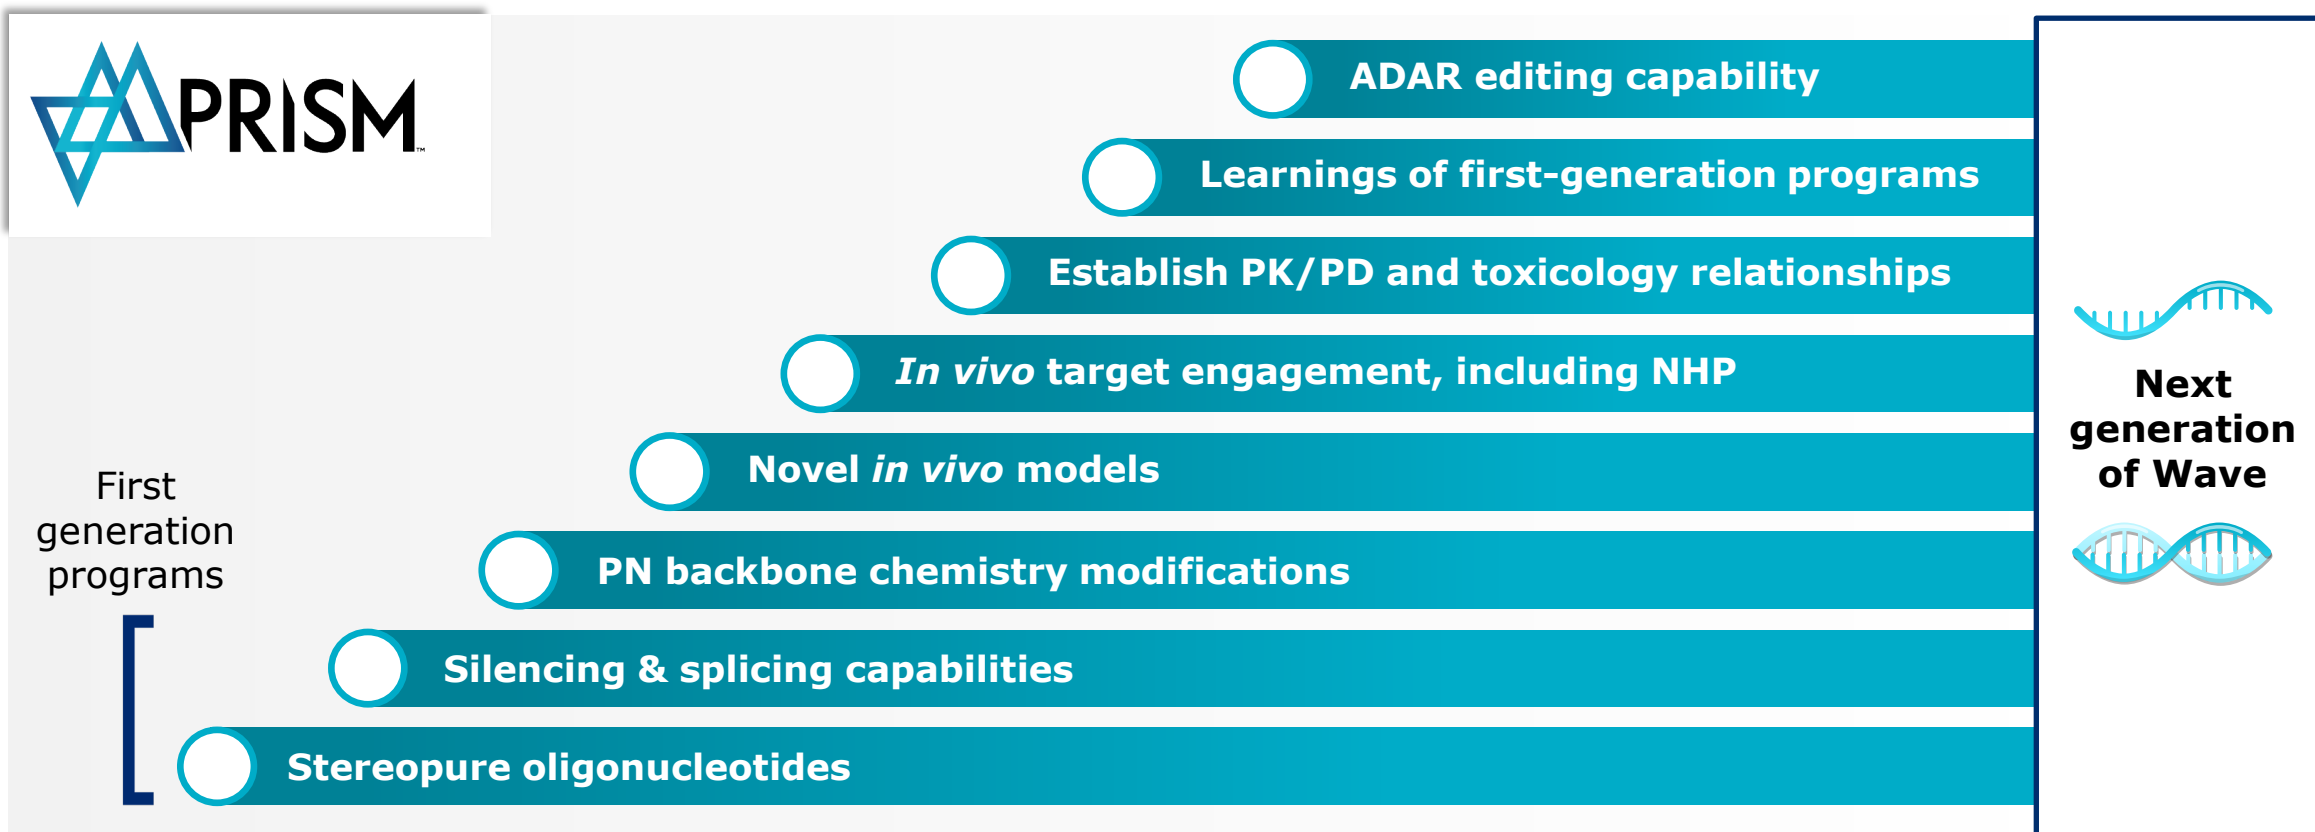 PRISM™
ADAR editing capability
Learnings of first-generation programs
Establish PK/PD and toxicology relationships
In vivo target engagement, including NHP
Novel in vivo models
PN backbone chemistry modifications
Silencing & splicing capabilities
Stereopure oligonucleotides
First
generation
programs
Next
generation
of Wave